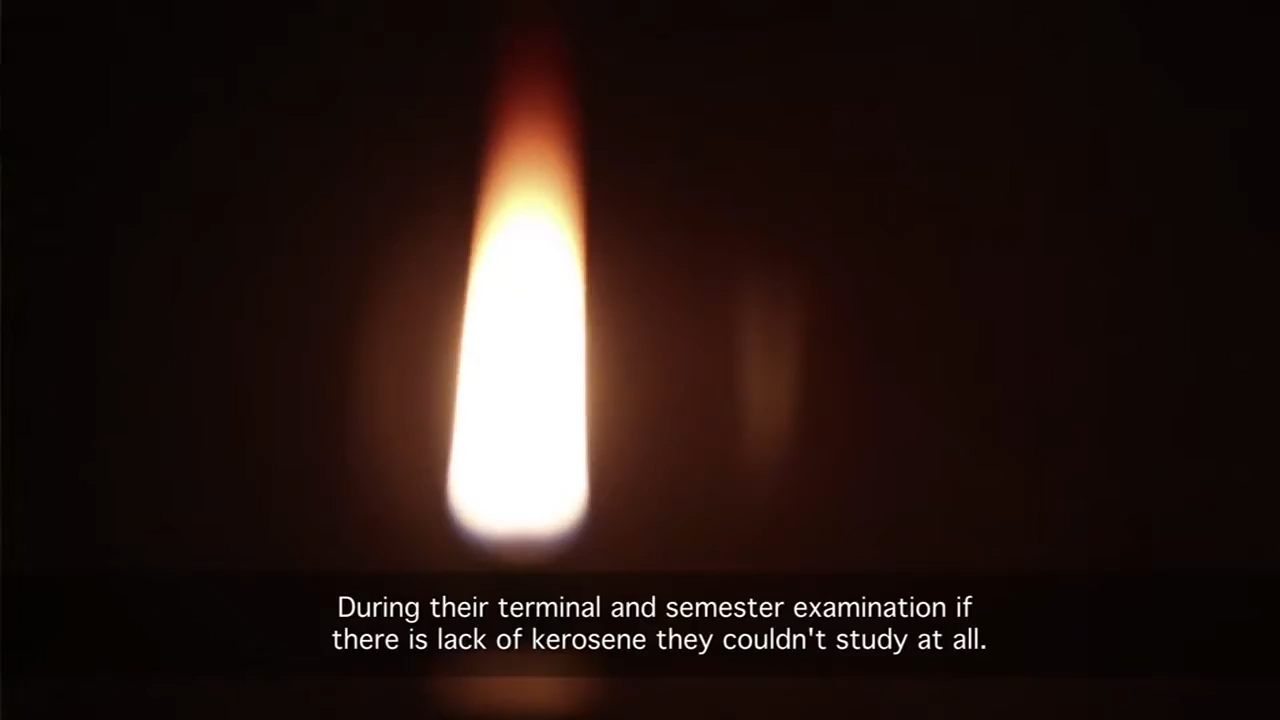 During their terminal and semester examination if
there is lack of kerosene they couldn't study at all.